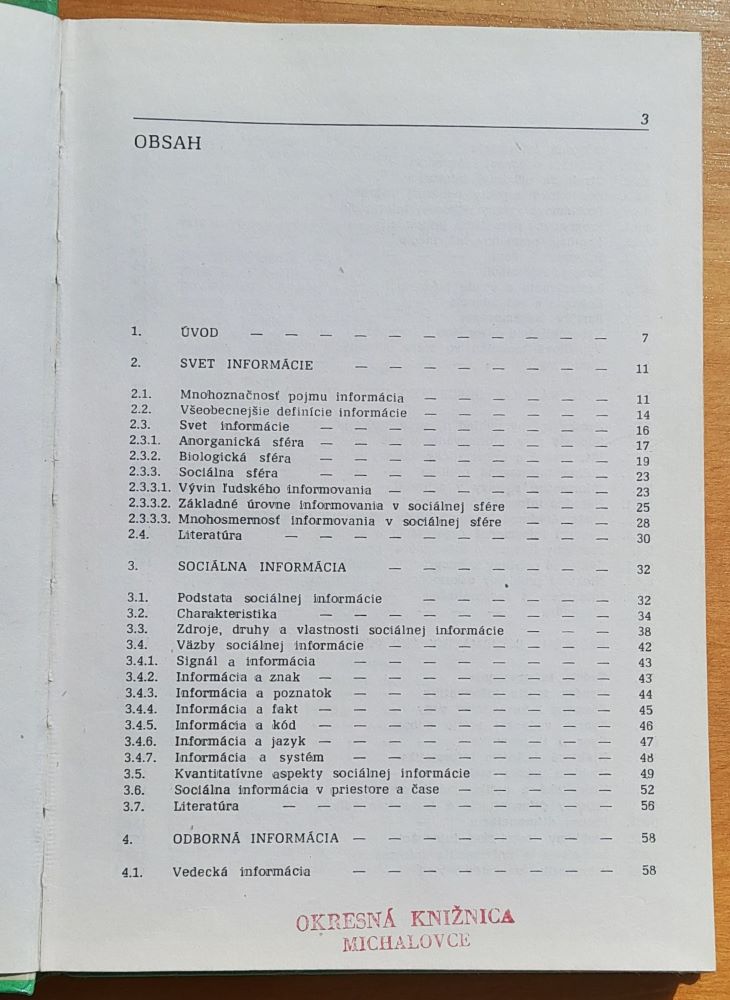 3
OBSAH
1. ÚVOD — — — — — — — — — — — 7
2. SVET INFORMÁCIE — — — — — — — — 11
2.1. Mnohoznačnosť pojmu informácia — — — — — — 11
2.2. Všeobecnejšie definície informácie — — — — — — 14
2.3. Svet informácie — — — — — — — — — 16
2.3.1. Anorganická sféra — — — — — — — — — 17
2.3.2. Biologická sféra — — — — — — — — — 19
2.3.3. Sociálna sféra — — — — — — — — — 23
2.3.3.1. Vývin ľudského informovania — — — — — — — 23
2.3.3.2. Základné úrovne informovania v sociálnej sfére — — — 25
2.3.3.3. Mnohosmernosť informovania v sociálnej sfére — — — 28
2.4. Literatúra — — — — — — — — — — 30
3. SOCIÁLNA INFORMÁCIA — — — — — — — 32
3.1. Podstata sociálnej informácie — — — — — — — 32
3.2. Charakteristika — — — — — — — — — 34
3.3. Zdroje, druhy a vlastnosti sociálnej informácie — — — 38
3.4. Väzby sociálnej informácie — — — — — — — 42
3.4.1. Signál a informácia — — — — — — — — 43
3.4.2. Informácia a znak — — — — — — — — — 43
3.4.3. Informácia a poznatok — — — — — — — — 44
3.4.4. Informácia a fakt — — — — — — — — — 45
3.4.5. Informácia a kód — — — — — — — — — 46
3.4.6. Informácia a jazyk — — — — — — — — — 47
3.4.7. Informácia a systém — — — — — — — — 48
3.5. Kvantitatívne aspekty sociálnej informácie — — — — 49
3.6. Sociálna informácia v priestore a čase — — — — — 52
3.7. Literatúra — — — — — — — — — — 56
4. ODBORNÁ INFORMÁCIA — — — — — — — — 58
4.1. Vedecká informácia — — — — — — — — 58
OKRESNÁ KNIŽNICA
MICHALOVCE